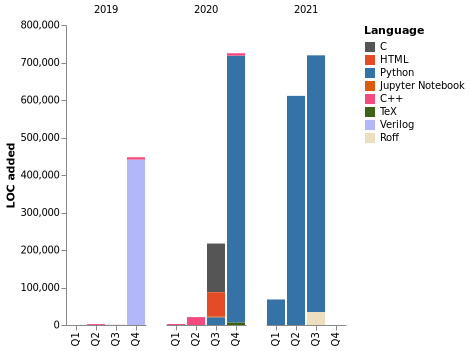 2019 2020 2021
Language
C
HTML
Python
Jupyter Notebook
C++
TeX
Verilog
Roff
LOC added
800,000
700,000
600,000
500,000
400,000
300,000
200,000
100,000
0
Q1 Q2 Q3 Q4 Q1 Q2 Q3 Q4 Q1 Q2 Q3 Q4